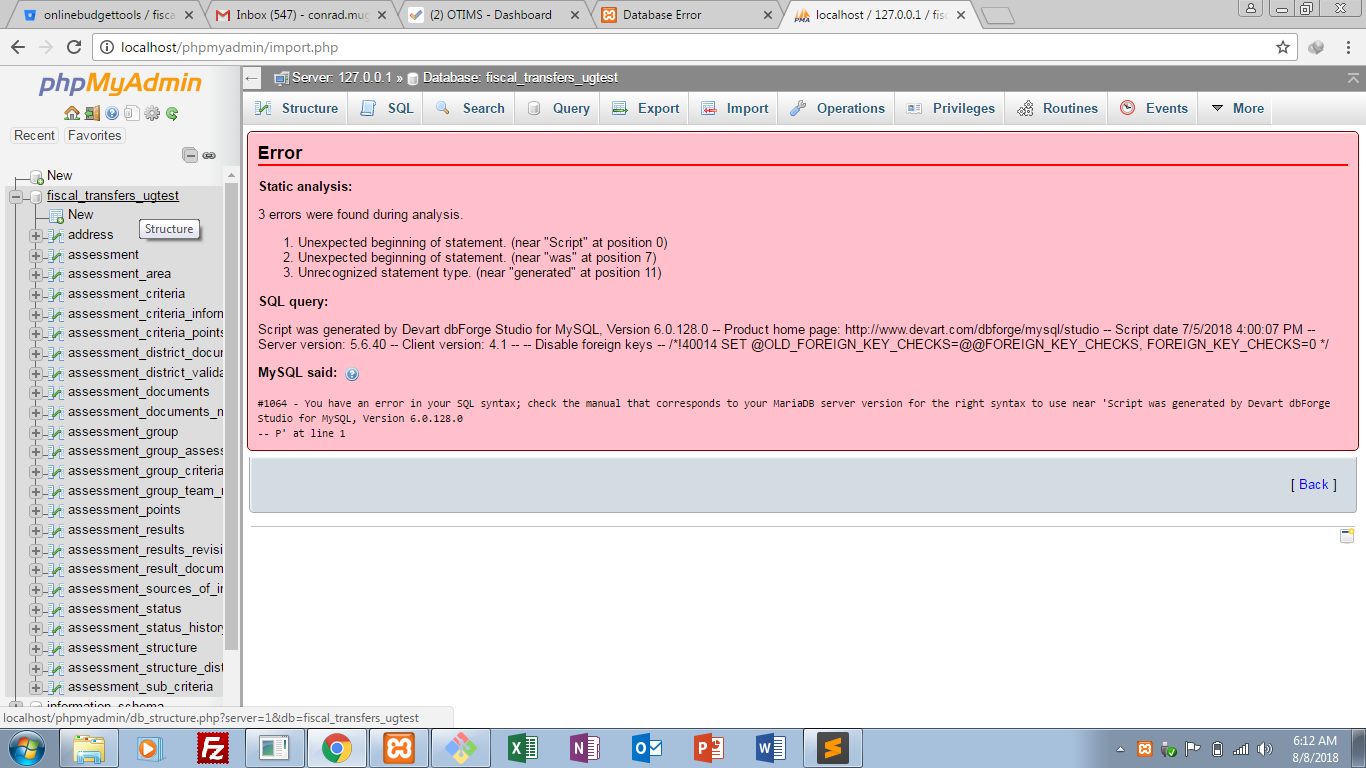 onlinebudgettools / fisca
Inbox (547) - conrad.mug
(2) OTIMS - Dashboard
Database Error
localhost / 127.0.0.1 / fisc
localhost/phpmyadmin/import.php
phpMyAdmin
Recent
Favorites
New
fiscal_transfers_ugtest
New
Structure
address
assessment
assessment_area
assessment_criteria
assessment_criteria_inform
assessment_criteria_points
assessment_district_docur
assessment_district_valida
assessment_documents
assessment_documents_n
assessment_group
assessment_group_assess
assessment_group_criteria
assessment_group_team_r
assessment_points
assessment_results
assessment_results_revisi
assessment_result_docum
assessment_sources_of_ir
assessment_status
assessment_status_history
assessment_structure
assessment_structure_dist
assessment_sub_criteria
information_schema
localhost/phpmyadmin/db_structure.php?server=1&db=fiscal_transfers_ugtest
Server: 127.0.0.1 » Database: fiscal_transfers_ugtest
Structure SQL Search Query Export Import Operations Privileges Routines Events More
Error
Static analysis:
3 errors were found during analysis.
1. Unexpected beginning of statement. (near "Script" at position 0)
2. Unexpected beginning of statement. (near "was" at position 7)
3. Unrecognized statement type. (near "generated" at position 11)
SQL query:
Script was generated by Devart dbForge Studio for MySQL, Version 6.0.128.0 -- Product home page: http://www.devart.com/dbforge/mysql/studio -- Script date 7/5/2018 4:00:07 PM --
Server version: 5.6.40 -- Client version: 4.1 -- -- Disable foreign keys -- /*!40014 SET @OLD_FOREIGN_KEY_CHECKS=@@FOREIGN_KEY_CHECKS, FOREIGN_KEY_CHECKS=0 */
MySQL said:
#1064 - You have an error in your SQL syntax; check the manual that corresponds to your MariaDB server version for the right syntax to use near 'Script was generated by Devart dbForge
Studio for MySQL, Version 6.0.128.0
-- P' at line 1
[ Back ]
6:12 AM
8/8/2018